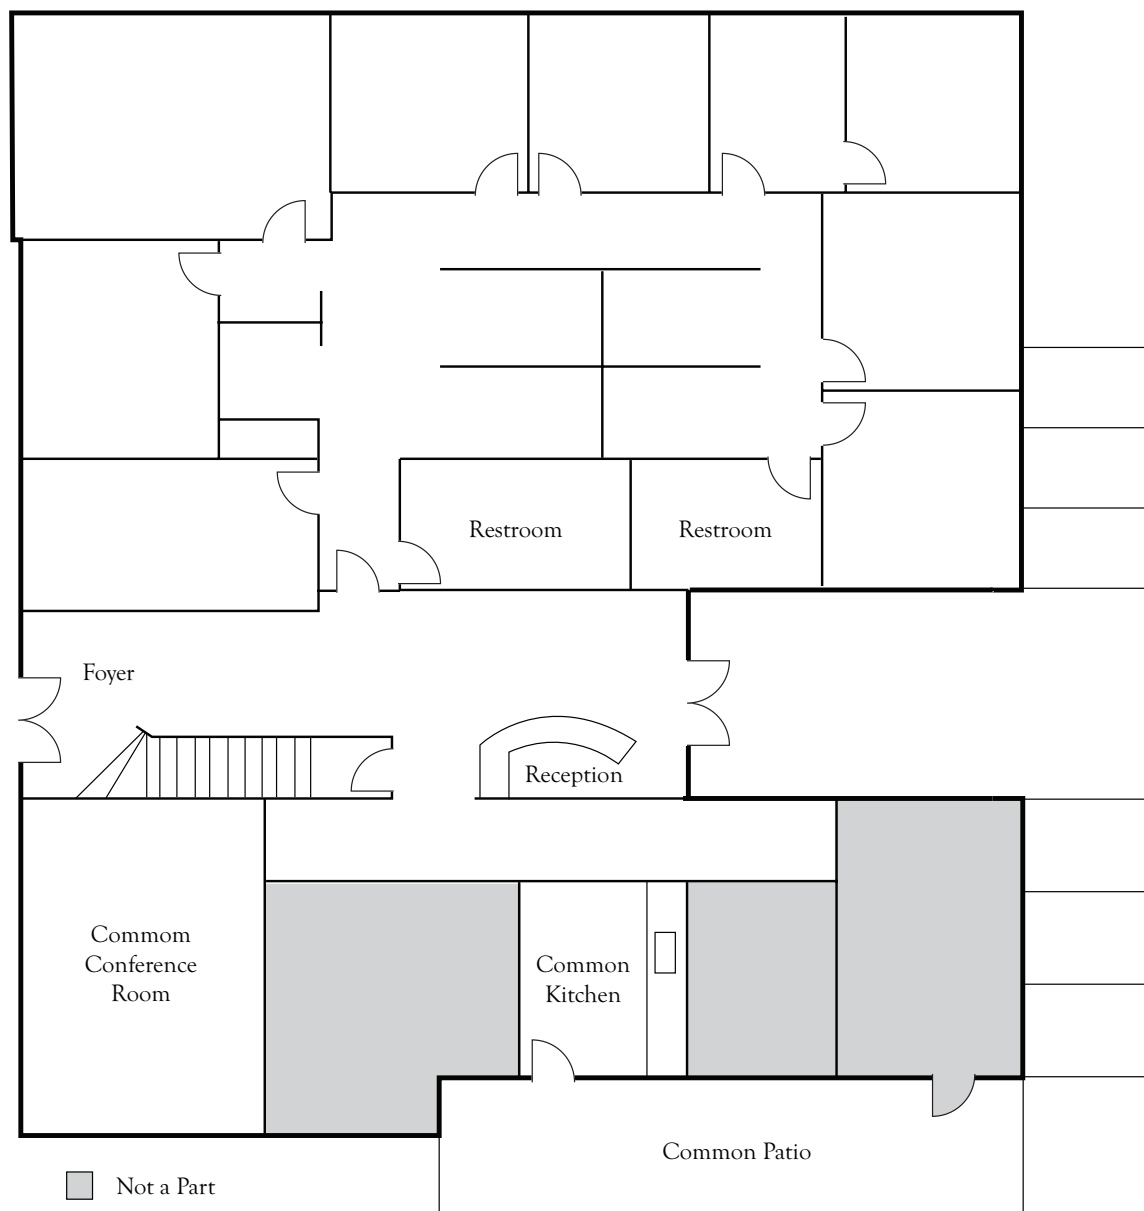 Restroom
Restroom
Foyer
Reception
Commom
Conference
Room
Common
Kitchen
Common Patio
Not a Part